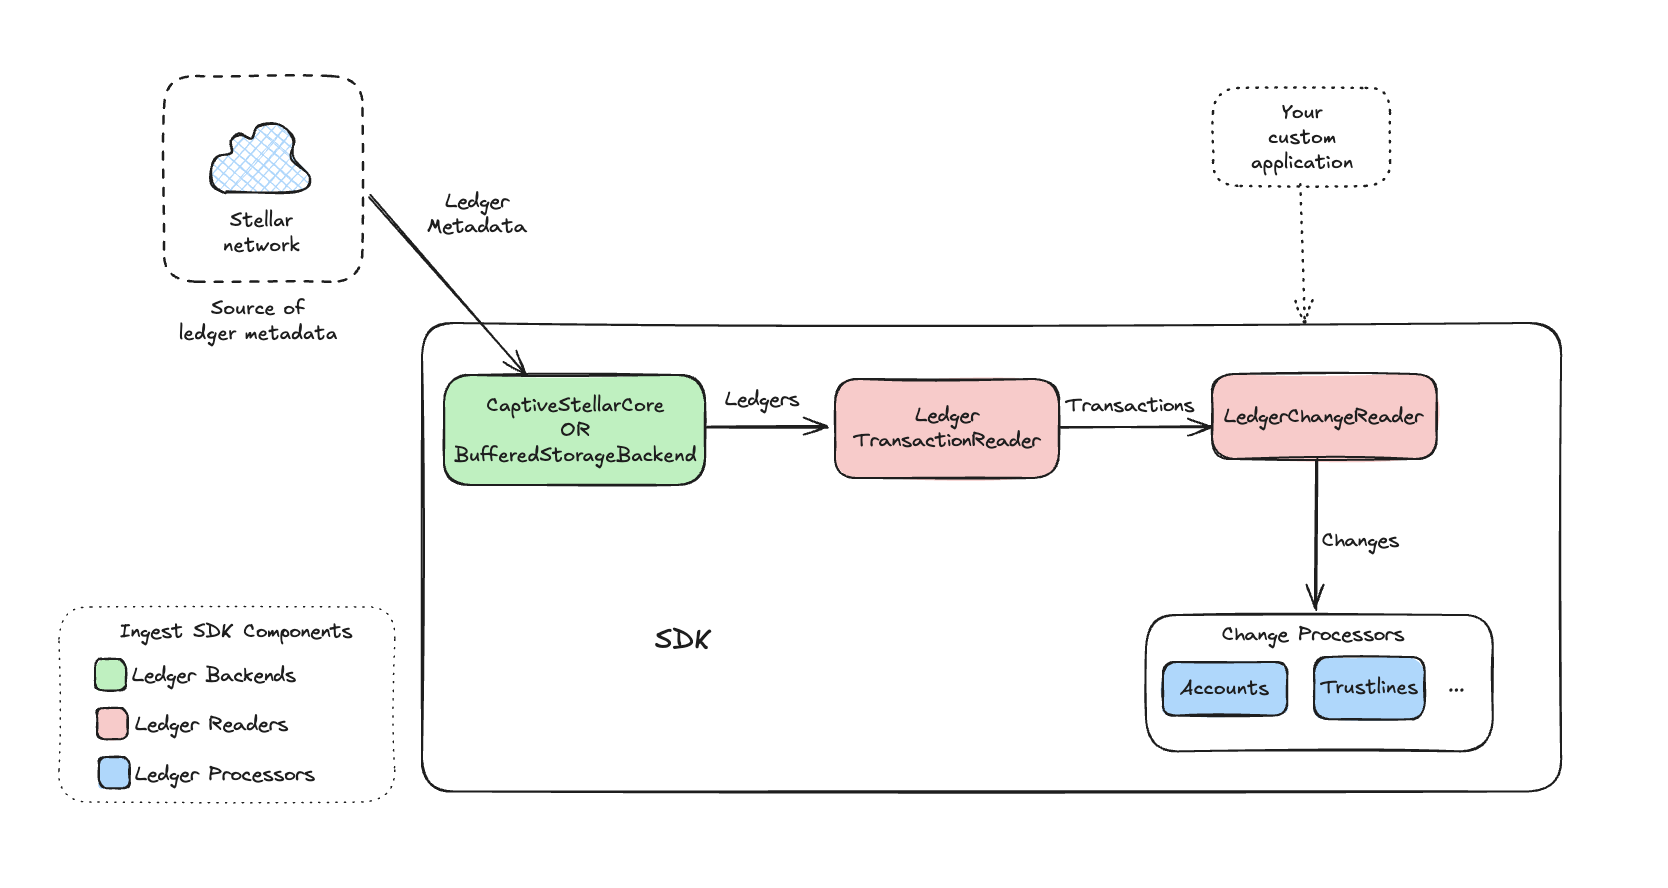 Stellar
network
Source of
ledger metadata
Ledger
Metadata
Your
custom
application
CaptiveStellarCore
OR
BufferedStorageBackend
Ledgers
Ledger
TransactionReader
Transactions
LedgerChangeReader
Changes
SDK
Change Processors
Accounts
Trustlines
...
Ingest SDK Components
Ledger Backends
Ledger Readers
Ledger Processors